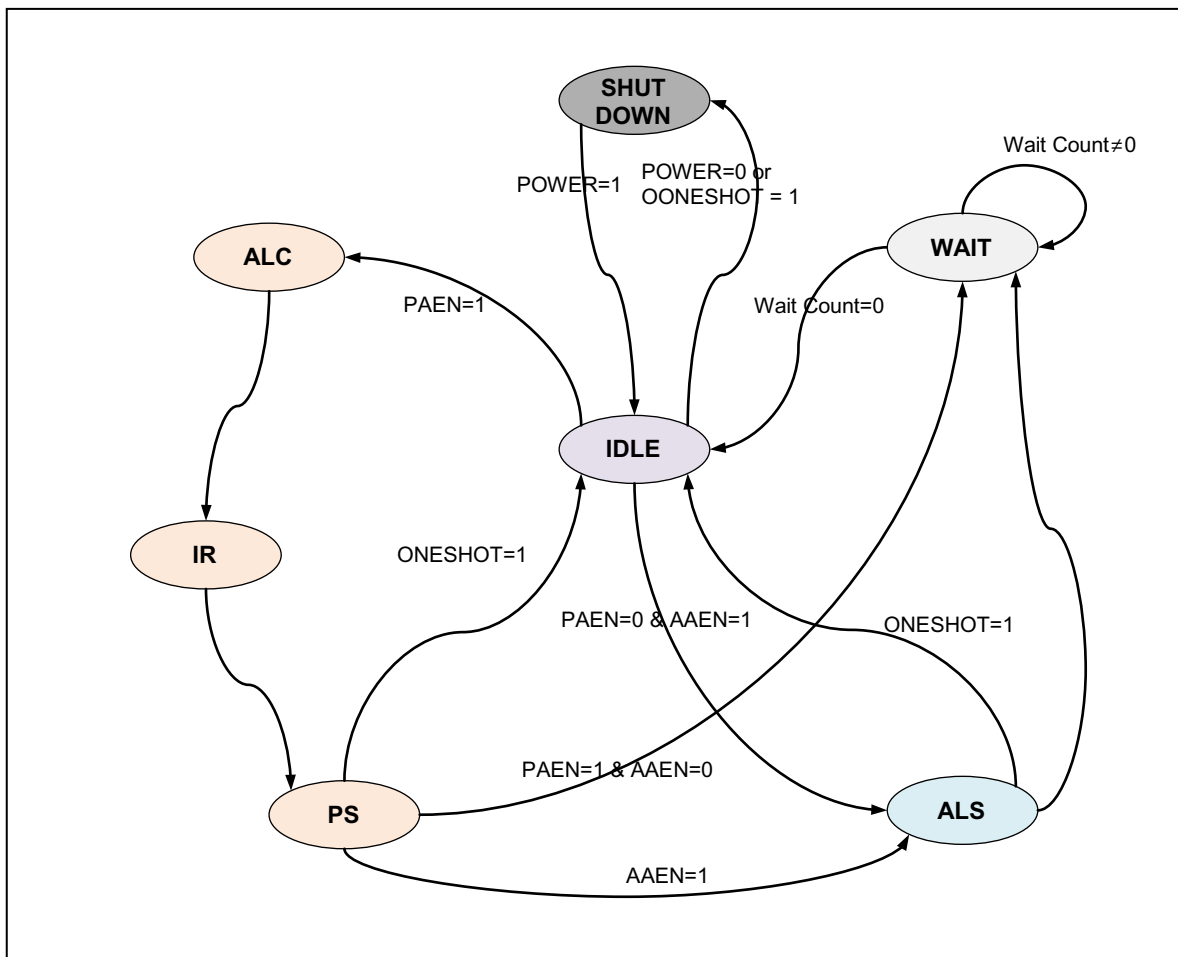 SHUT
DOWN
Wait Count≠0
POWER=1
POWER=0 or
OONESHOT = 1
ALC
WAIT
PAEN=1
Wait Count=0
IDLE
IR
ONESHOT=1
PAEN=0 & AAEN=1
ONESHOT=1
PAEN=1 & AAEN=0
PS
ALS
AAEN=1